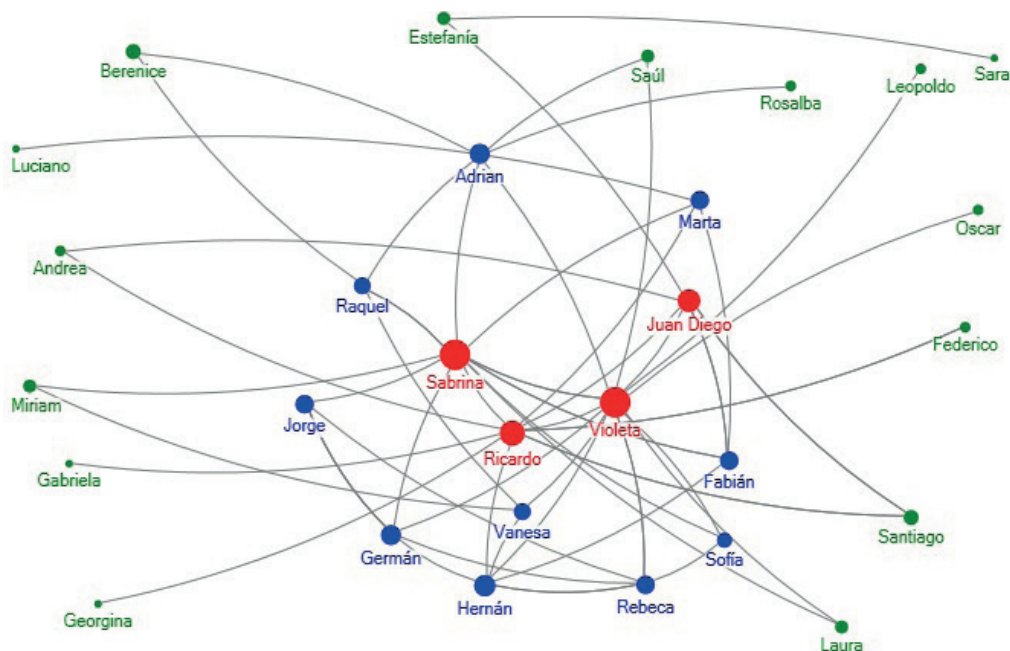 Estefanía
Berenice
Saúl
Sara
Leopoldo
Rosalba
Luciano
Adrian
Marta
Oscar
Andrea
Raquel
Juan Diego
Federico
Sabrina
Miriam
Jorge
Violeta
Ricardo
Gabriela
Fabián
Vanesa
Santiago
Germán
Sofía
Hernán
Rebeca
Georgina
Laura